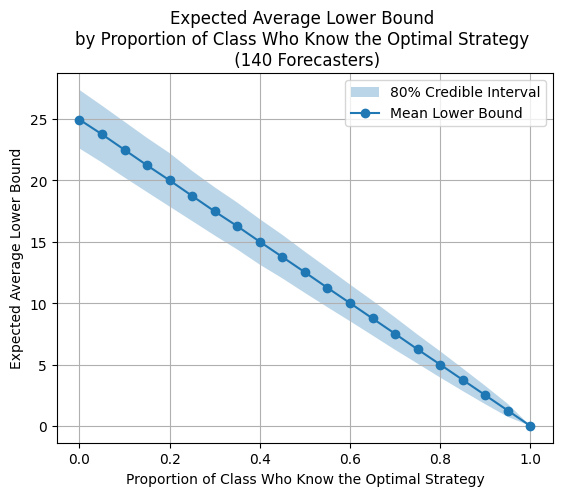 Expected Average Lower Bound
by Proportion of Class Who Know the Optimal Strategy
(140 Forecasters)
80% Credible Interval
Mean Lower Bound
Expected Average Lower Bound
25
20
15
10
5
0
0.0 0.2 0.4 0.6 0.8 1.0
Proportion of Class Who Know the Optimal Strategy